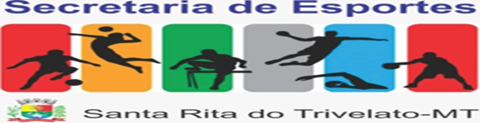 Secretaria de Esportes
Santa Rita do Trivelato-MT